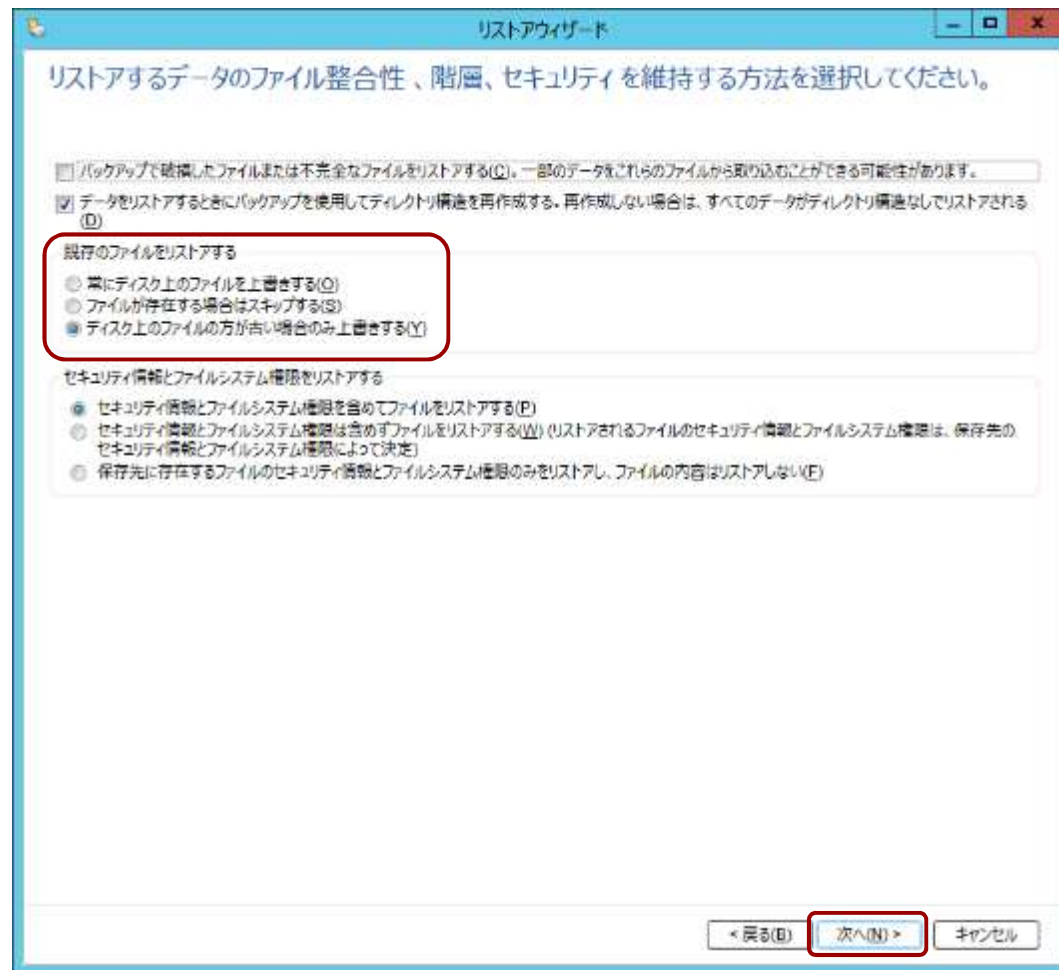 リストアウィザード
リストアするデータのファイル整合性 、階層、セキュリティ を維持する方法を選択してください。
バックアップで破損したファイルまたは不完全なファイルをリストアする(C)。一部のデータをこれらのファイルから取り込むことができる可能性があります。
データをリストアするときにバックアップを使用してディレクトリ構造を再作成する。再作成しない場合は、すべてのデータがディレクトリ構造なしでリストアされる
(D)
既存のファイルをリストアする
常にディスク上のファイルを上書きする(O)
ファイルが存在する場合はスキップする(S)
ディスク上のファイルの方が古い場合のみ上書きする(Y)
セキュリティ情報とファイルシステム権限をリストアする
セキュリティ情報とファイルシステム権限を含めてファイルをリストアする(P)
セキュリティ情報とファイルシステム権限は含めずファイルをリストアする(W) (リストアされるファイルのセキュリティ情報とファイルシステム権限は、保存先の
セキュリティ情報とファイルシステム権限によって決定)
保存先に存在するファイルのセキュリティ情報とファイルシステム権限のみをリストアし、ファイルの内容はリストアしない(F)
< 戻る(B)
次へ(N) >
キャンセル